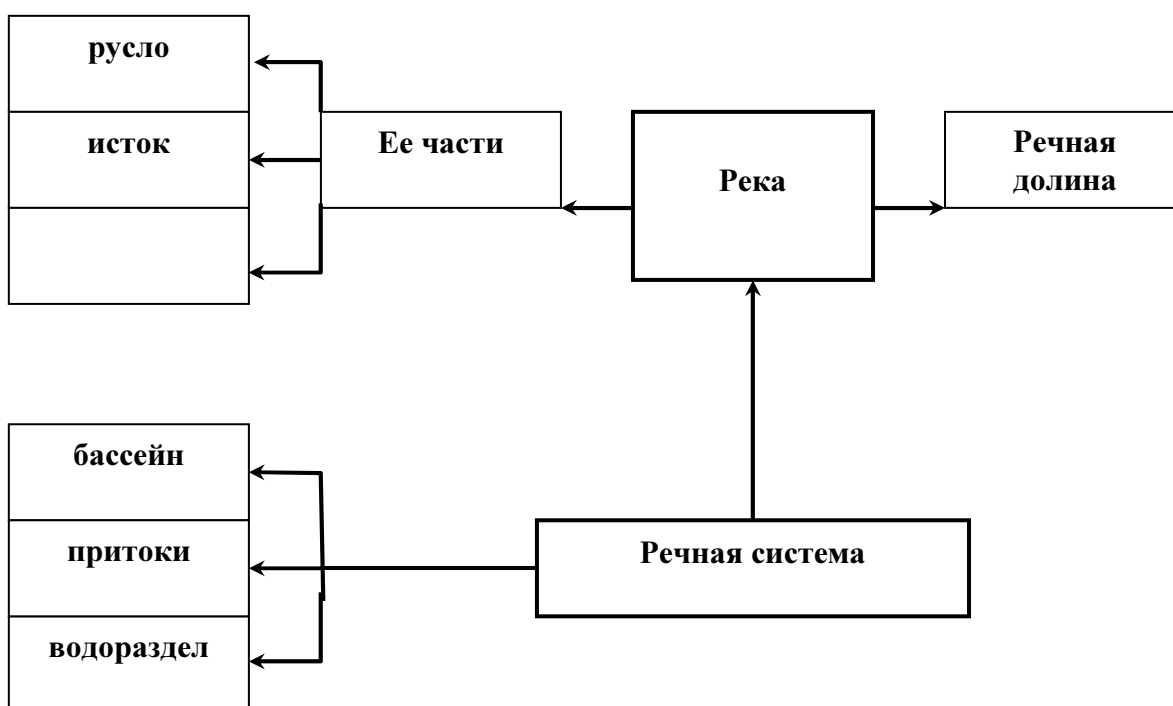 русло
исток
Ее части
Река
Речная
долина
бассейн
притоки
водораздел
Речная система